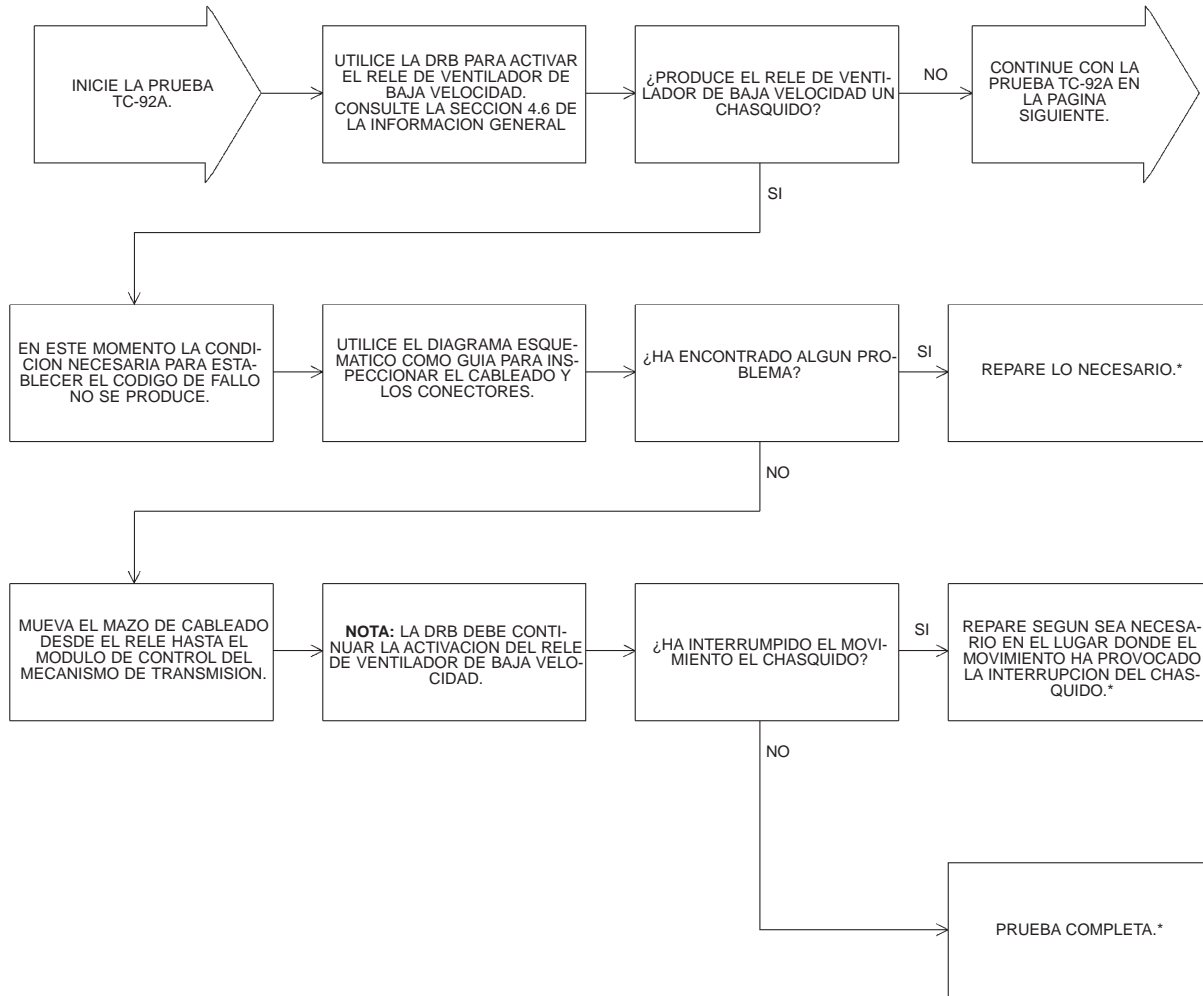 INICIE LA PRUEBA
TC-92A.
UTILICE LA DRB PARA ACTIVAR
EL RELE DE VENTILADOR DE
BAJA VELOCIDAD.
CONSULTE LA SECCION 4.6 DE
LA INFORMACION GENERAL
¿PRODUCE EL RELE DE VENTI-
LADOR DE BAJA VELOCIDAD UN
CHASQUIDO?
NO
CONTINUE CON LA
PRUEBA TC-92A EN
LA PAGINA
SIGUIENTE.
SI
EN ESTE MOMENTO LA CONDI-
CION NECESARIA PARA ESTA-
BLECER EL CODIGO DE FALLO
NO SE PRODUCE.
UTILICE EL DIAGRAMA ESQUE-
MATICO COMO GUIA PARA INS-
PECCIONAR EL CABLEADO Y
LOS CONECTORES.
¿HA ENCONTRADO ALGUN PRO-
BLEMA?
SI
REPARE LO NECESARIO.*
NO
MUEVA EL MAZO DE CABLEADO
DESDE EL RELE HASTA EL
MODULO DE CONTROL DEL
MECANISMO DE TRANSMISION.
NOTA: LA DRB DEBE CONTI-
NUAR LA ACTIVACION DEL RELE
DE VENTILADOR DE BAJA VELO-
CIDAD.
¿HA INTERRUMPIDO EL MOVI-
MIENTO EL CHASQUIDO?
SI
REPARE SEGUN SEA NECESA-
RIO EN EL LUGAR DONDE EL
MOVIMIENTO HA PROVOCADO
LA INTERRUPCION DEL CHAS-
QUIDO.*
NO
PRUEBA COMPLETA.*